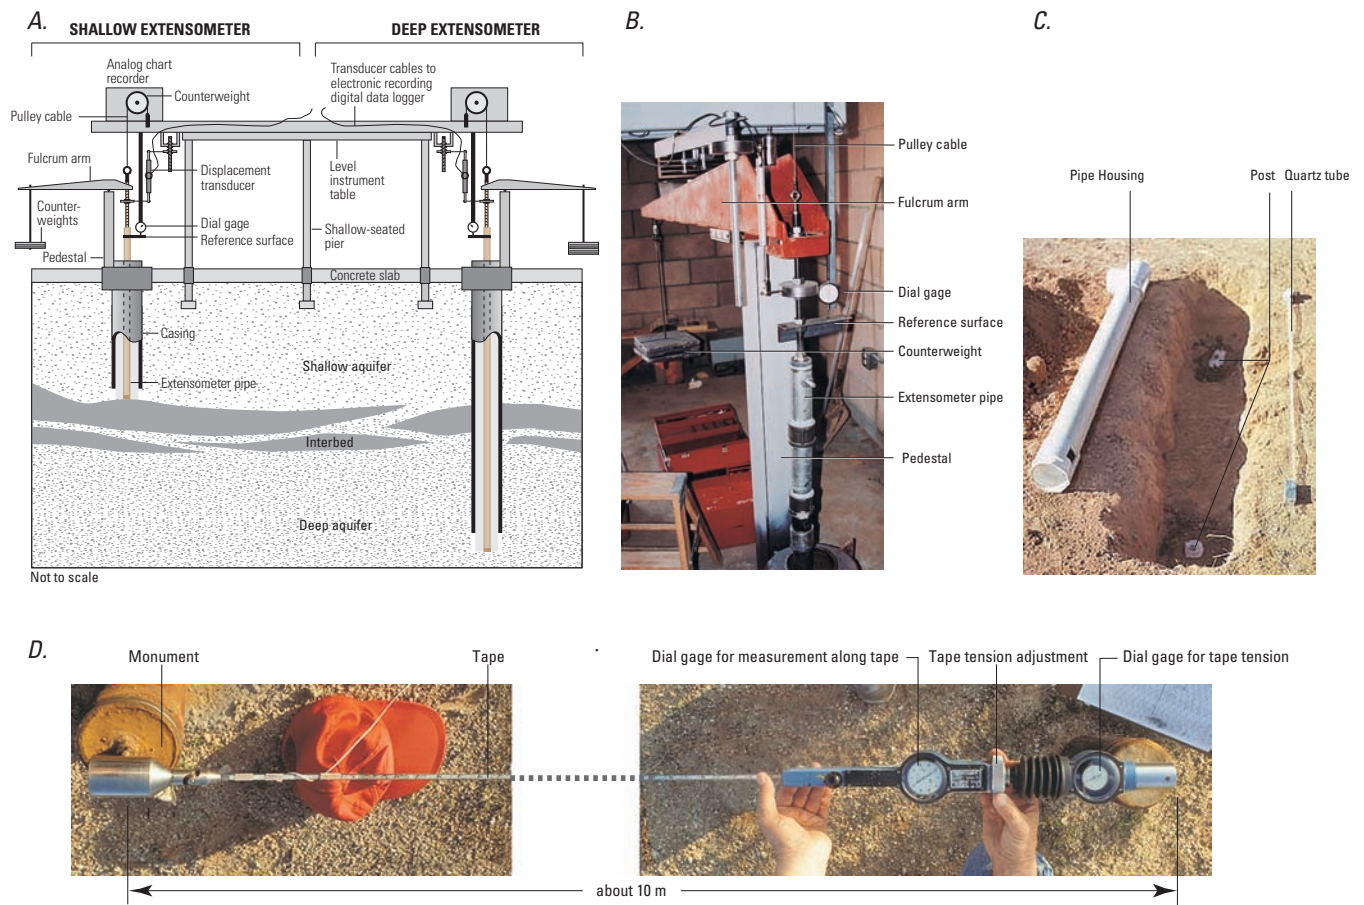 A.
SHALLOW EXTENSOMETER
DEEP EXTENSOMETER
Analog chart
recorder
Counterweight
Pulley cable
Transducer cables to
electronic recording
digital data logger
Fulcrum arm
Displacement
transducer
Level
instrument
table
Counter-
weights
Dial gage
Reference surface
Shallow-seated
pier
Pedestal
Concrete slab
Casing
Shallow aquifer
Extensometer pipe
Interbed
Deep aquifer
Not to scale
B.
Pulley cable
Fulcrum arm
Dial gage
Reference surface
Counterweight
Extensometer pipe
Pedestal
C.
Pipe Housing
Post
Quartz tube
D.
Monument
Tape
Dial gage for measurement along tape
Tape tension adjustment
Dial gage for tape tension
about 10 m